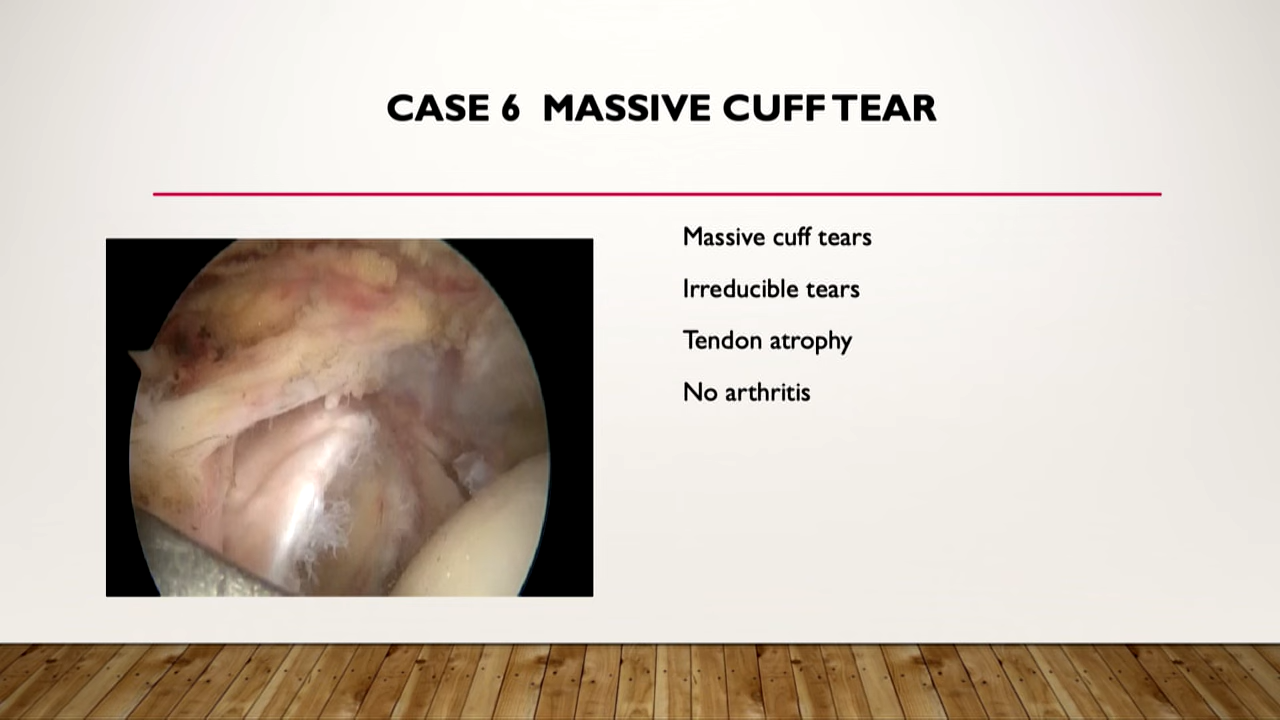 CASE 6 MASSIVE CUFF TEAR
Massive cuff tears
Irreducible tears
Tendon atrophy
No arthritis